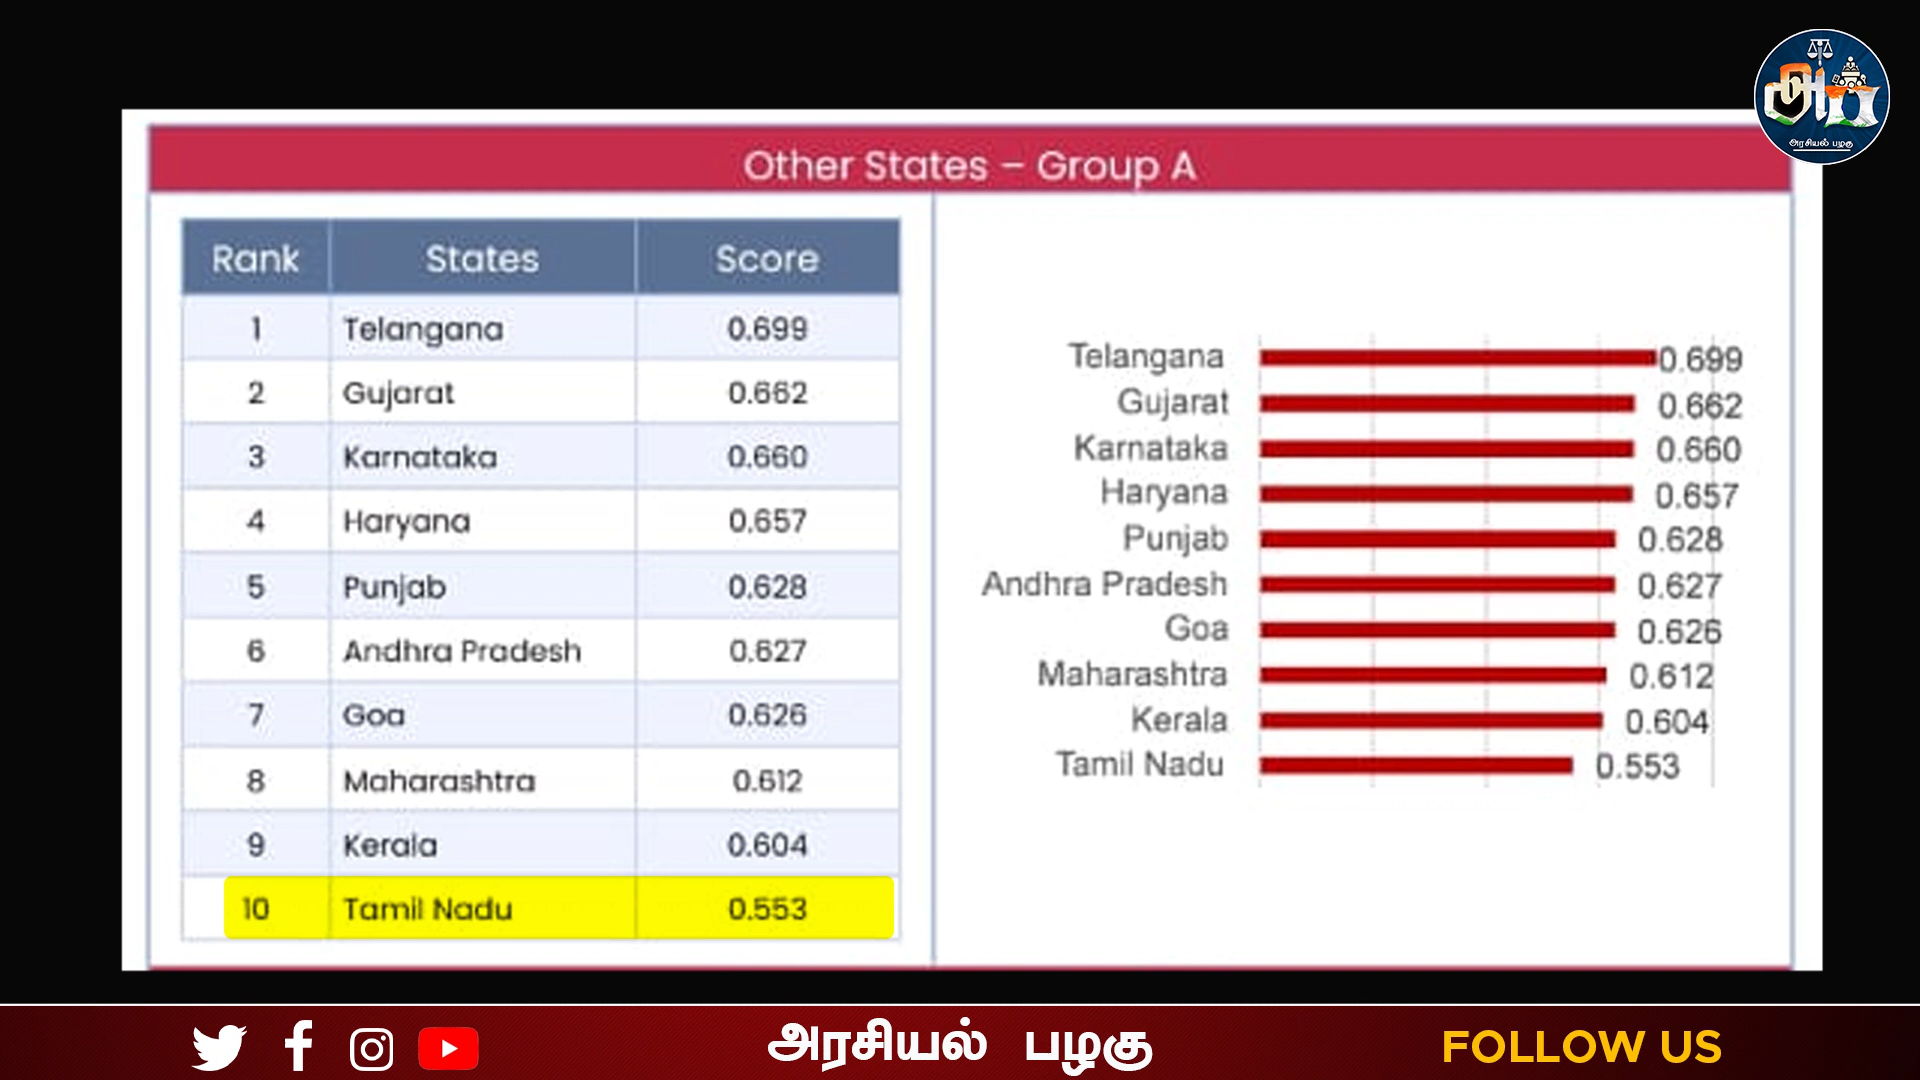 அரசியல் பழகு
Other States – Group A
Rank States Score
1 Telangana 0.699
2 Gujarat 0.662
3 Karnataka 0.660
4 Haryana 0.657
5 Punjab 0.628
6 Andhra Pradesh 0.627
7 Goa 0.626
8 Maharashtra 0.612
9 Kerala 0.604
10 Tamil Nadu 0.553
Telangana 0.699
Gujarat 0.662
Karnataka 0.660
Haryana 0.657
Punjab 0.628
Andhra Pradesh 0.627
Goa 0.626
Maharashtra 0.612
Kerala 0.604
Tamil Nadu 0.553
அரசியல் பழகு
FOLLOW US